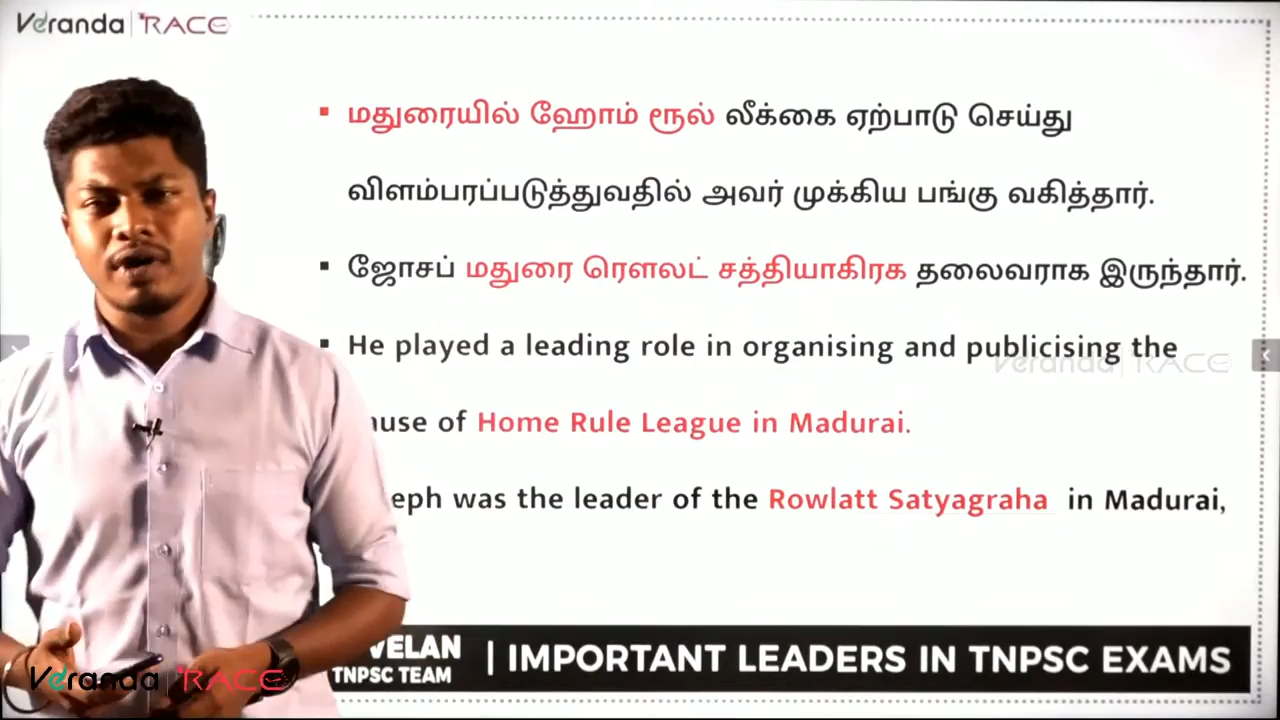 Veranda RACE
மதுரையில் ஹோம் ரூல் லீக்கை ஏற்பாடு செய்து
விளம்பரப்படுத்துவதில் அவர் முக்கிய பங்கு வகித்தார்.
ஜோசப் மதுரை ரௌலட் சத்தியாகிரக தலைவராக இருந்தார்.
He played a leading role in organising and publicising the
Veranda RACE
of Home Rule League in Madurai.
was the leader of the Rowlatt Satyagraha in Madurai,
VELAN | IMPORTANT LEADERS IN TNPSC EXAMS
TNPSC TEAM
Veranda RACE